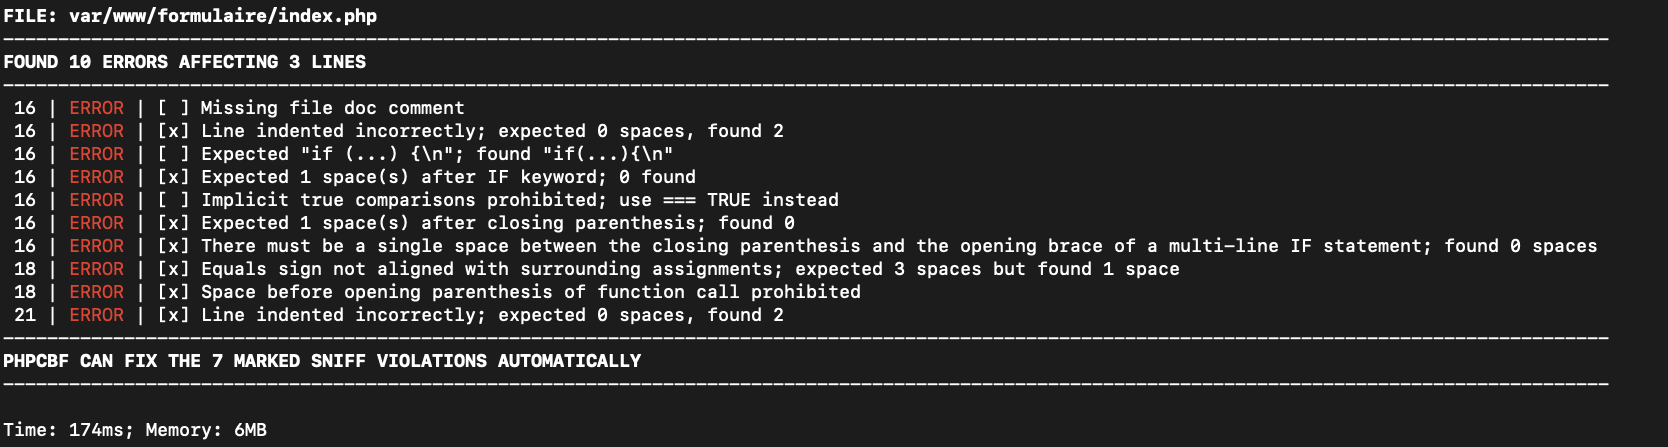 FILE: var/www/formulaire/index.php
--------------------------------------------------------------------------------------------------------------------------------------------------
FOUND 10 ERRORS AFFECTING 3 LINES
--------------------------------------------------------------------------------------------------------------------------------------------------
 16 | ERROR | [ ] Missing file doc comment
 16 | ERROR | [x] Line indented incorrectly; expected 0 spaces, found 2
 16 | ERROR | [ ] Expected "if (...) {\n"; found "if(...){\n"
 16 | ERROR | [x] Expected 1 space(s) after IF keyword; 0 found
 16 | ERROR | [ ] Implicit true comparisons prohibited; use === TRUE instead
 16 | ERROR | [x] Expected 1 space(s) after closing parenthesis; found 0
 16 | ERROR | [x] There must be a single space between the closing parenthesis and the opening brace of a multi-line IF statement; found 0 spaces
 18 | ERROR | [x] Equals sign not aligned with surrounding assignments; expected 3 spaces but found 1 space
 18 | ERROR | [x] Space before opening parenthesis of function call prohibited
 21 | ERROR | [x] Line indented incorrectly; expected 0 spaces, found 2
--------------------------------------------------------------------------------------------------------------------------------------------------
PHPCBF CAN FIX THE 7 MARKED SNIFF VIOLATIONS AUTOMATICALLY
--------------------------------------------------------------------------------------------------------------------------------------------------
Time: 174ms; Memory: 6MB